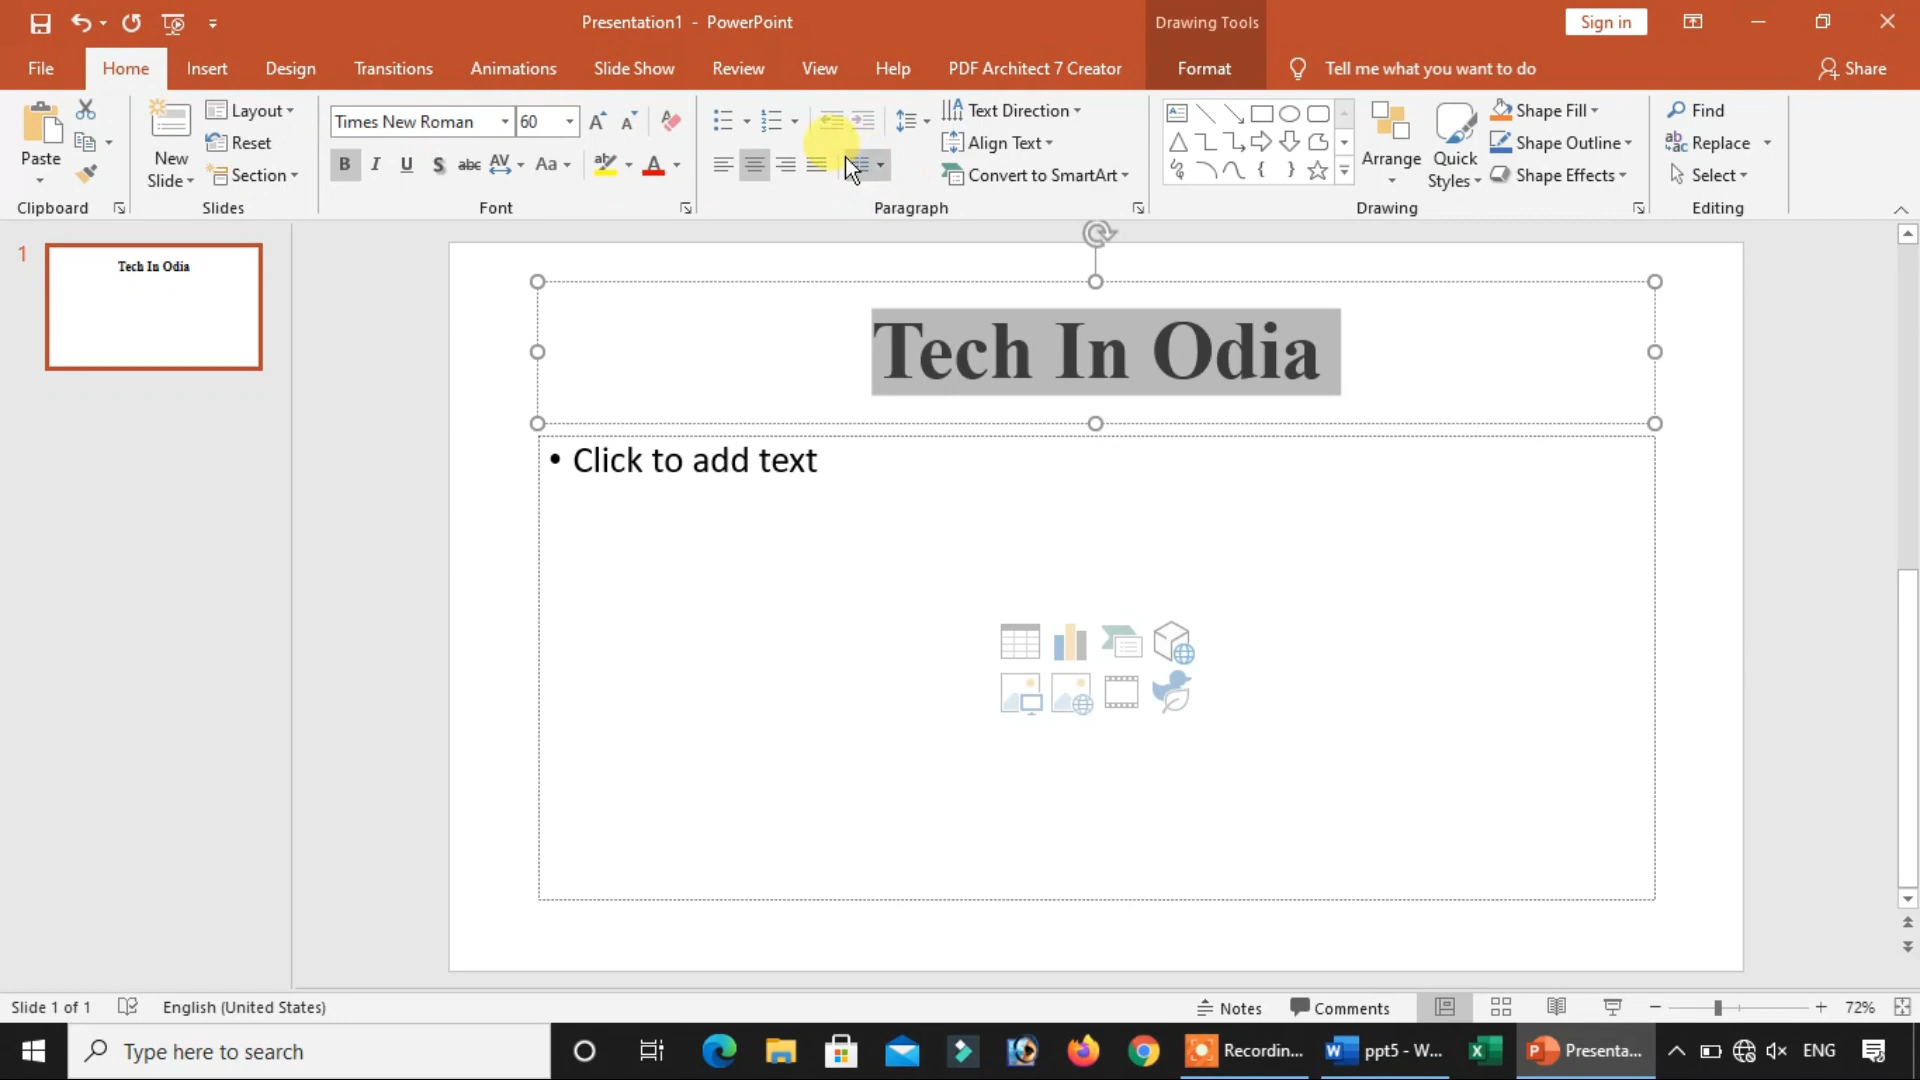 Presentation1 - PowerPoint
Drawing Tools
Sign in
File
Home
Insert
Design
Transitions
Animations
Slide Show
Review
View
Help
PDF Architect 7 Creator
Format
Tell me what you want to do
Share
Paste
New Slide
Layout
Reset
Section
Times New Roman
60
B
I
U
S
abc
AV
Aa
ab
A
Text Direction
Align Text
Convert to SmartArt
Arrange
Quick Styles
Shape Fill
Shape Outline
Shape Effects
Find
Replace
Select
Clipboard
Slides
Font
Paragraph
Drawing
Editing
1
Tech In Odia
Tech In Odia
• Click to add text
Slide 1 of 1
English (United States)
Notes
Comments
72%
Type here to search
Recordin...
ppt5 - W...
Presenta...
ENG